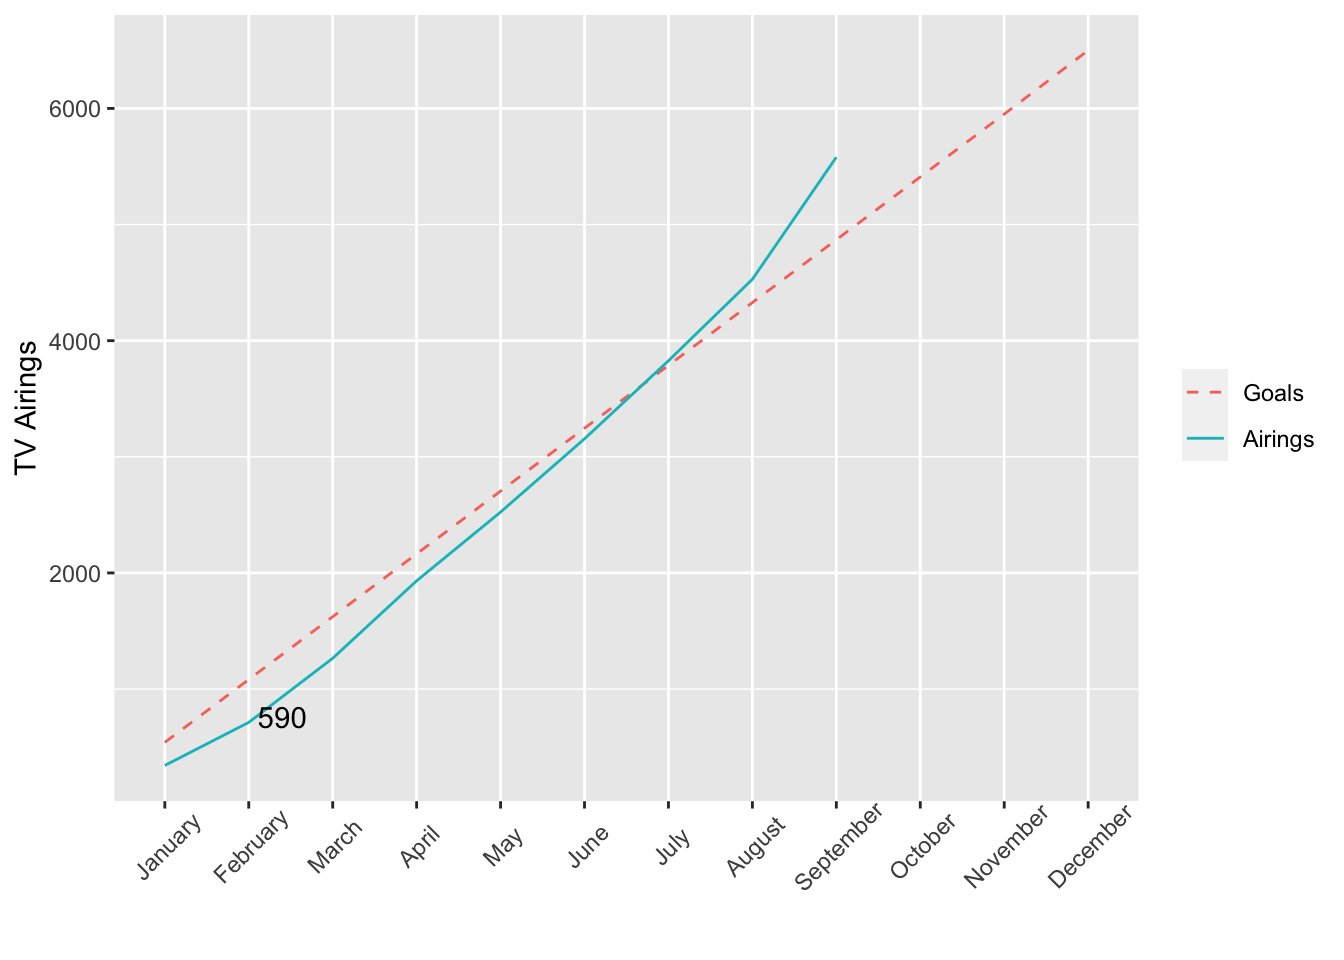 6000
4000
2000
TV Airings
590
January
February
March
April
May
June
July
August
September
October
November
December
Goals
Airings